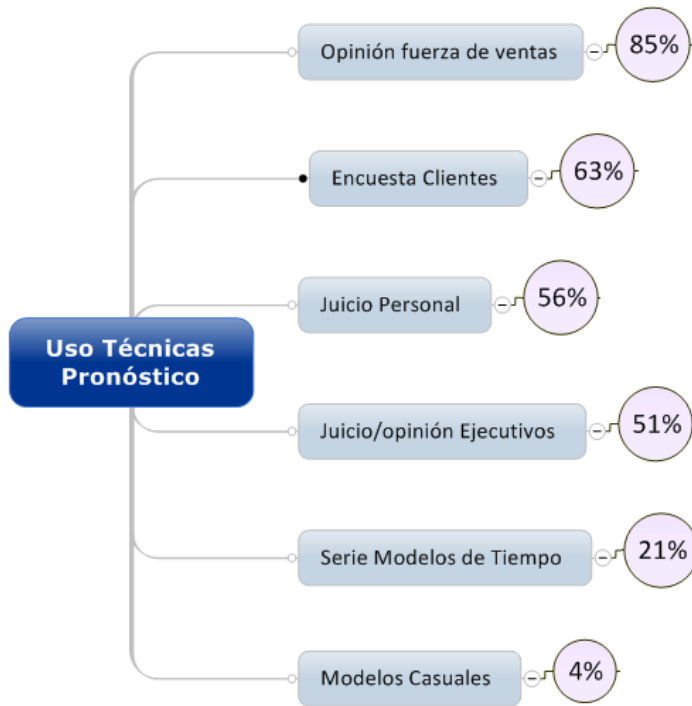 Opinión fuerza de ventas
85%
Encuesta Clientes
63%
Juicio Personal
56%
Uso Técnicas
Pronóstico
Juicio/opinión Ejecutivos
51%
Serie Modelos de Tiempo
21%
Modelos Casuales
4%